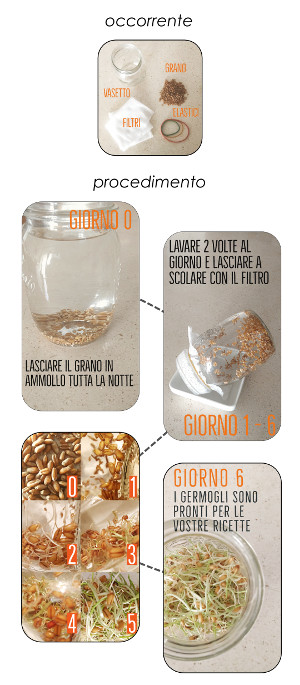 occorrente
GRANO
VASETTO
ELASTICI
FILTRI
procedimento
GIORNO 0
LASCIARE IL GRANO IN
AMMOLLO TUTTA LA NOTTE
LAVARE 2 VOLTE AL
GIORNO E LASCIARE A
SCOLARE CON IL FILTRO
GIORNO 1 -
0
1
2
3
4
5
GIORNO 6
I GERMOGLI SONO
PRONTI PER LE
VOSTRE RICETTE